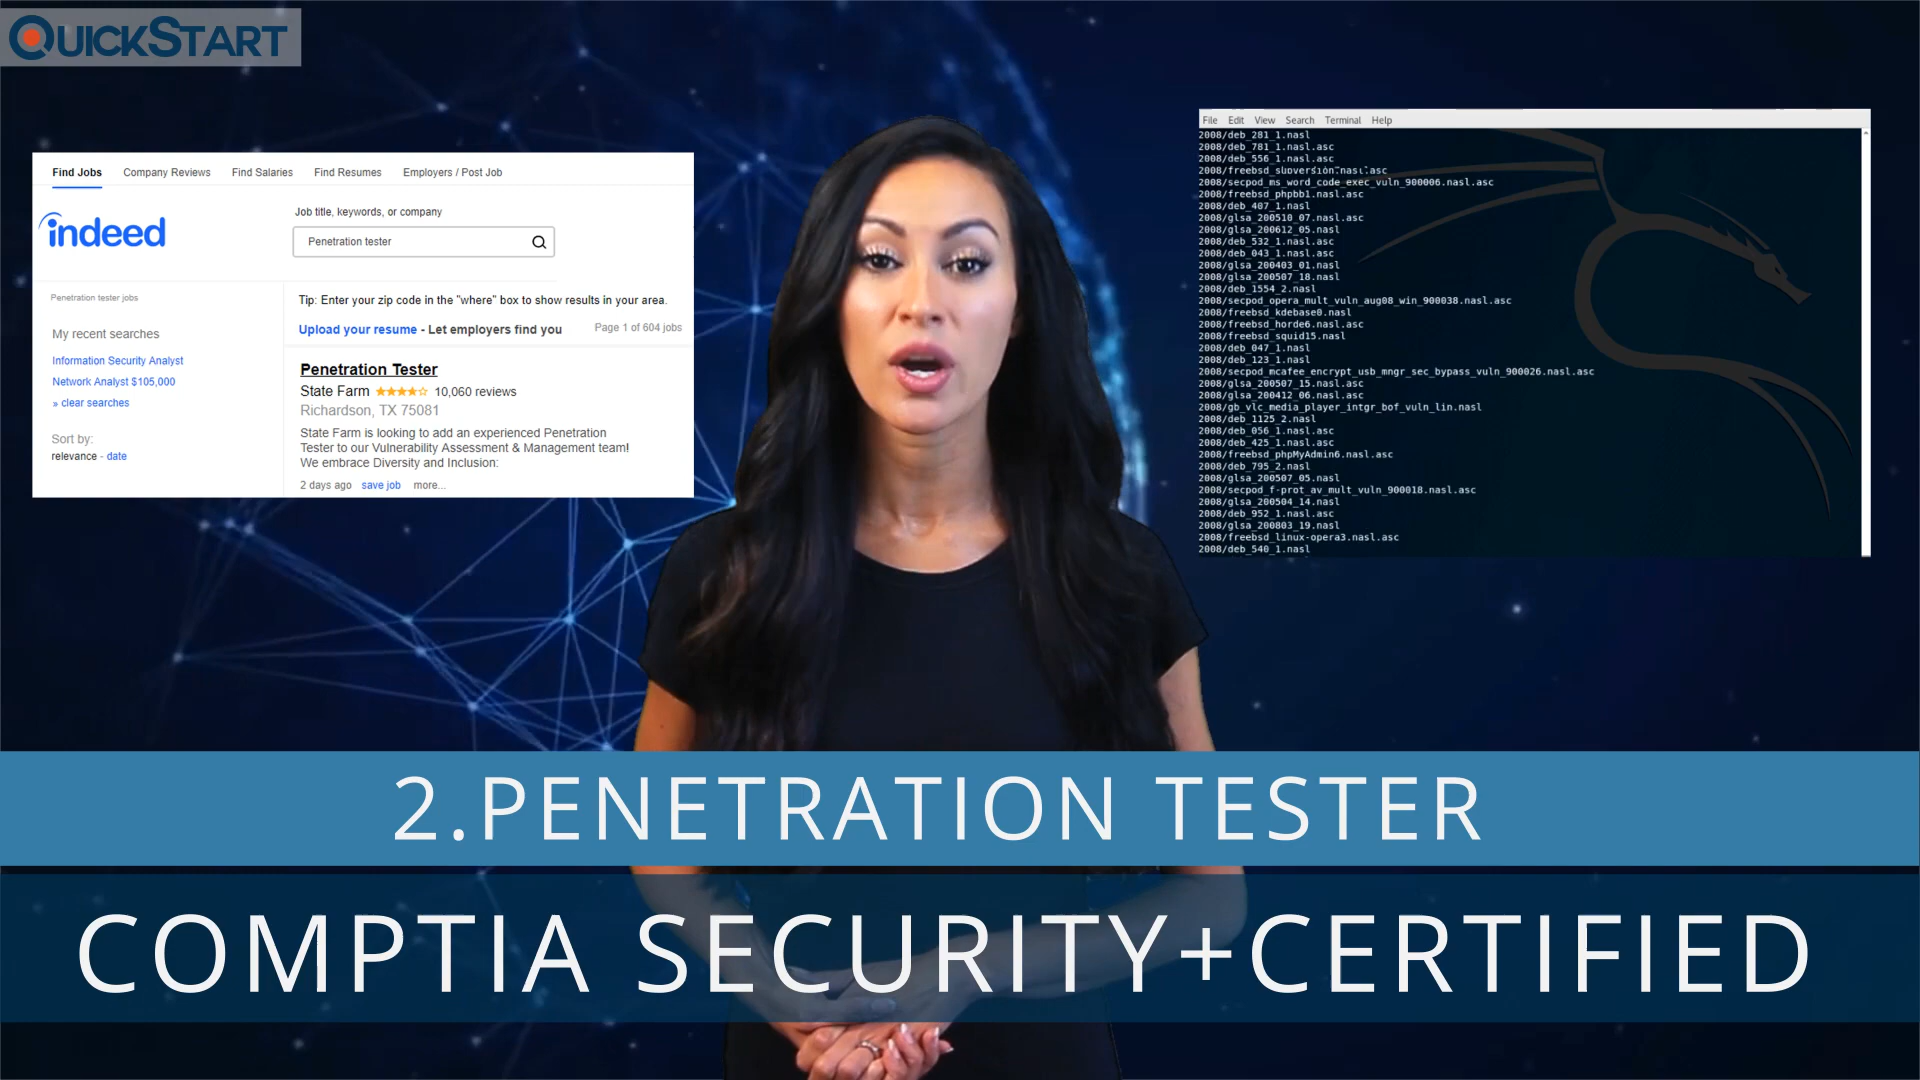 QUICKSTART
Find Jobs Company Reviews Find Salaries Find Resumes Employers / Post Job
indeed
Job title, keywords, or company
Penetration tester
Penetration tester jobs
My recent searches
Information Security Analyst
Network Analyst $105,000
» clear searches
Sort by:
relevance - date
Tip: Enter your zip code in the "where" box to show results in your area.
Upload your resume - Let employers find you Page 1 of 604 jobs
Penetration Tester
State Farm 10,060 reviews
Richardson, TX 75081
State Farm is looking to add an experienced Penetration
Tester to our Vulnerability Assessment & Management team!
We embrace Diversity and Inclusion:
2 days ago save job more...
File Edit View Search Terminal Help
2008/deb_281_1.nasl
2008/deb_781_1.nasl.asc
2008/deb_556_1.nasl.asc
2008/freebsd_subversion.nasl.asc
2008/secpod_ms_word_code_exec_vuln_900006.nasl.asc
2008/freebsd_phpbb1.nasl.asc
2008/deb_407_1.nasl
2008/glsa_200510_07.nasl.asc
2008/glsa_200612_05.nasl
2008/deb_532_1.nasl.asc
2008/deb_043_1.nasl.asc
2008/glsa_200403_01.nasl
2008/glsa_200507_18.nasl
2008/deb_1554_2.nasl
2008/secpod_opera_mult_vuln_aug08_win_900038.nasl.asc
2008/freebsd_kdebase0.nasl
2008/freebsd_horde6.nasl.asc
2008/freebsd_squid15.nasl
2008/deb_047_1.nasl
2008/deb_123_1.nasl
2008/secpod_mcafee_encrypt_usb_mngr_sec_bypass_vuln_900026.nasl.asc
2008/glsa_200507_15.nasl.asc
2008/glsa_200412_06.nasl.asc
2008/gb_vlc_media_player_intgr_bof_vuln_lin.nasl
2008/deb_1125_2.nasl
2008/deb_056_1.nasl.asc
2008/deb_425_1.nasl.asc
2008/freebsd_phpMyAdmin6.nasl.asc
2008/deb_795_2.nasl
2008/glsa_200507_05.nasl
2008/secpod_f-prot_av_mult_vuln_900018.nasl.asc
2008/glsa_200504_14.nasl
2008/deb_952_1.nasl.asc
2008/glsa_200803_19.nasl
2008/freebsd_linux-opera3.nasl.asc
2008/deb_540_1.nasl
2.PENETRATION TESTER
COMPTIA SECURITY+CERTIFIED